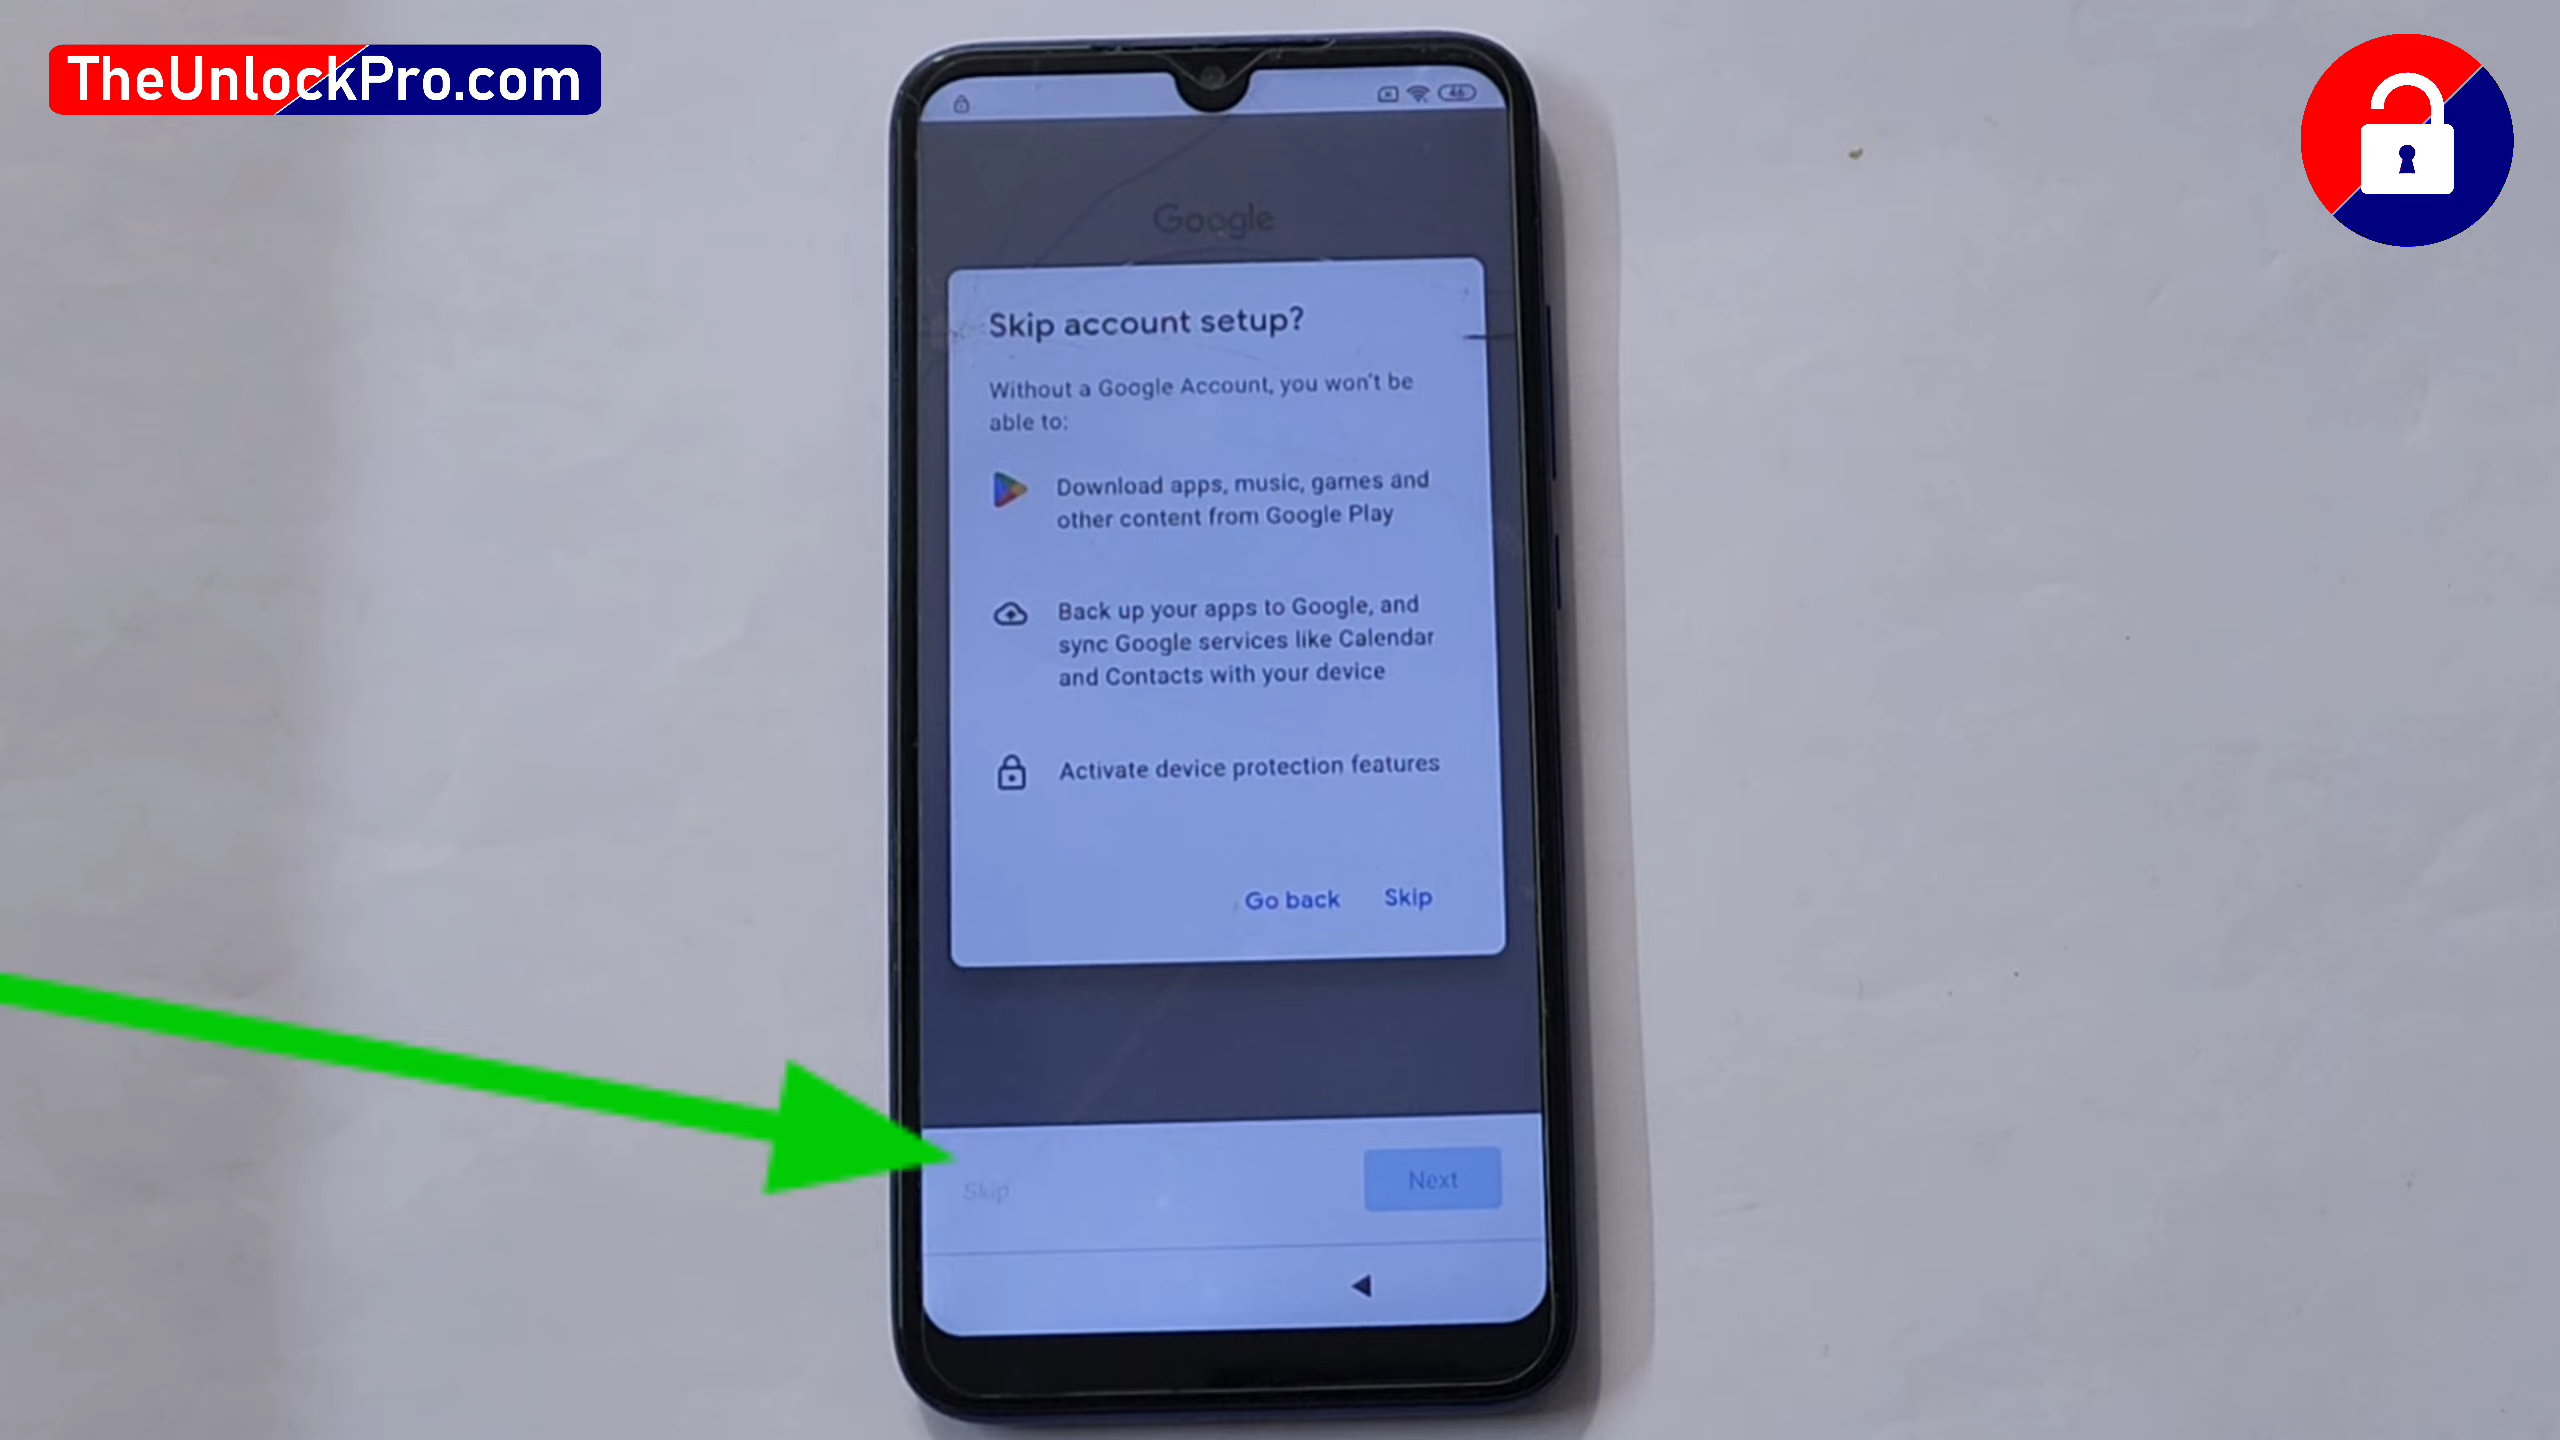 TheUnlockPro.com
46
Google
Skip account setup?
Without a Google Account, you won't be
able to:
Download apps, music, games and
other content from Google Play
Back up your apps to Google, and
sync Google services like Calendar
and Contacts with your device
Activate device protection features
Go back Skip
Skip Next